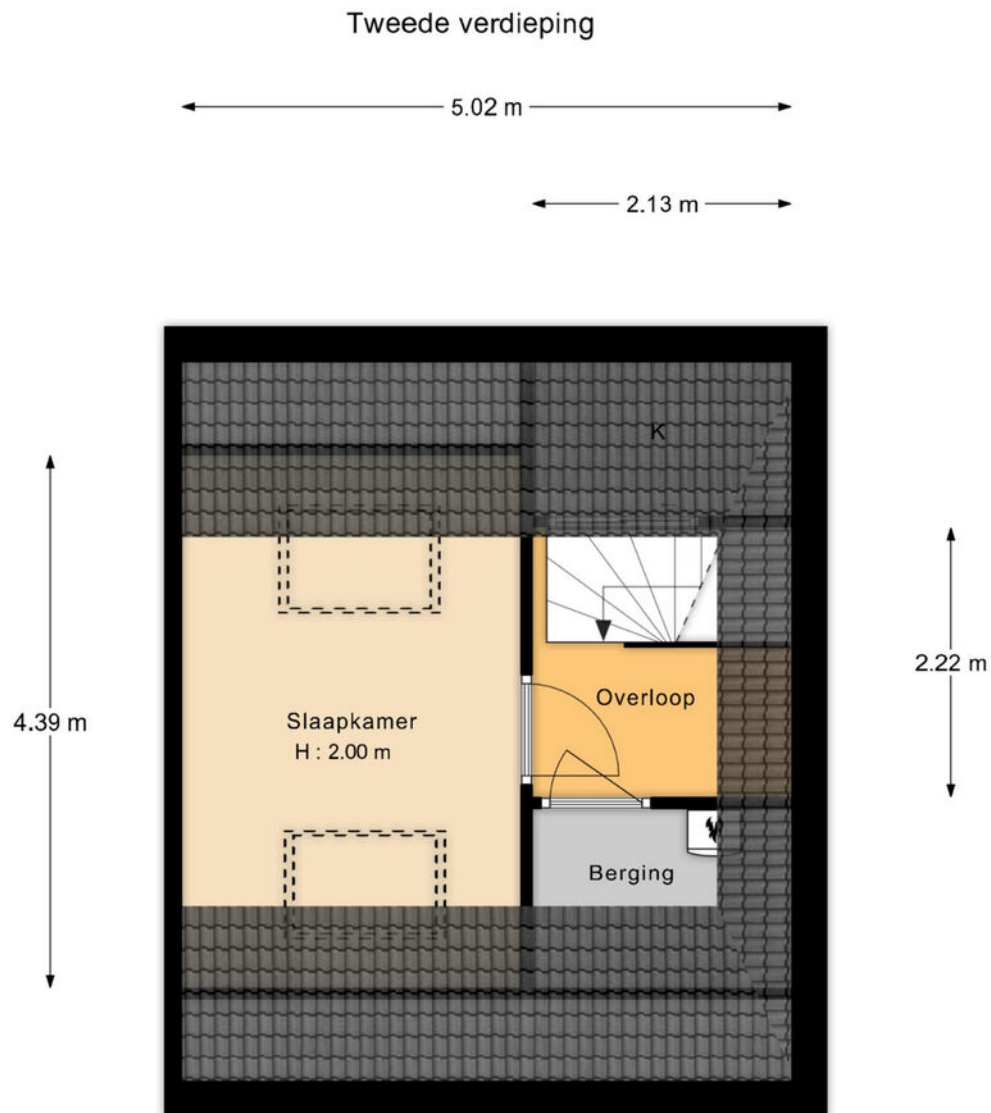 Tweede verdieping
5.02 m
2.13 m
K
4.39 m
2.22 m
Overloop
Slaapkamer
H : 2.00 m
Berging